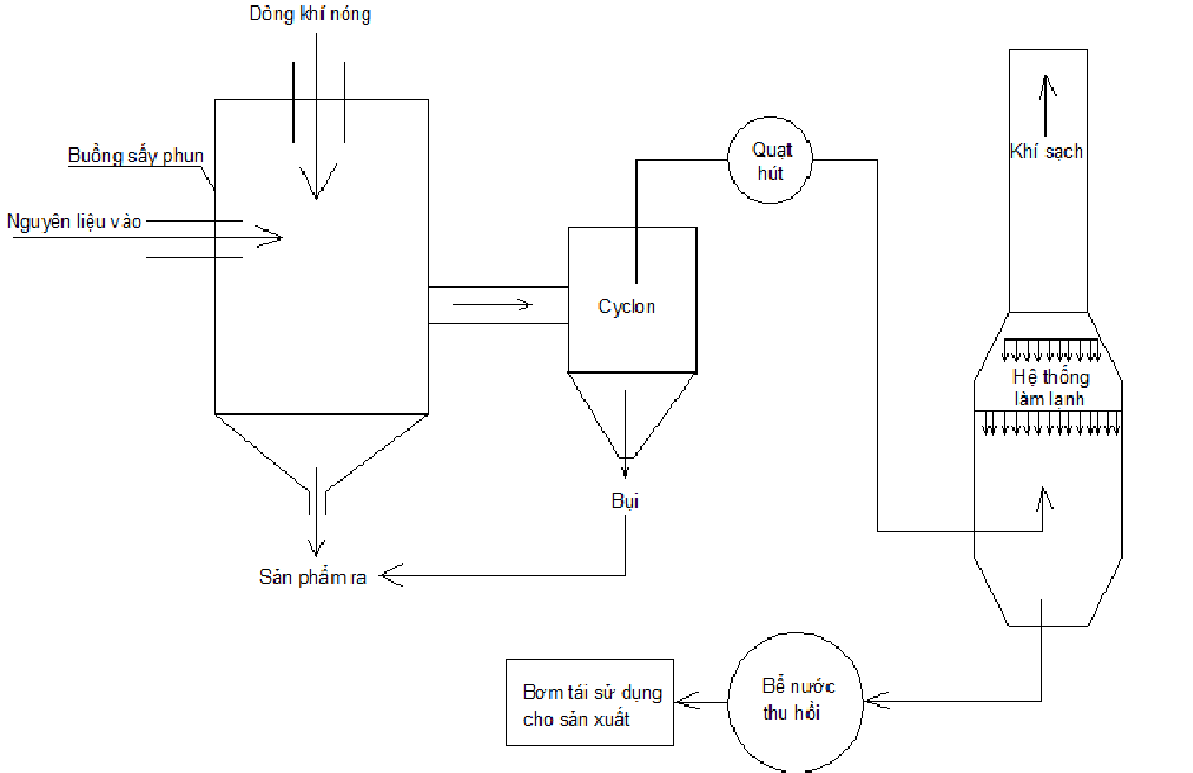 Dòng khí nóng
Buồng sấy phun
Nguyên liệu vào
Quạt
hút
Khí sạch
Cyclon
Hệ thống
làm lạnh
Bụi
Sản phẩm ra
Bơm tái sử dụng
cho sản xuất
Bể nước
thu hồi